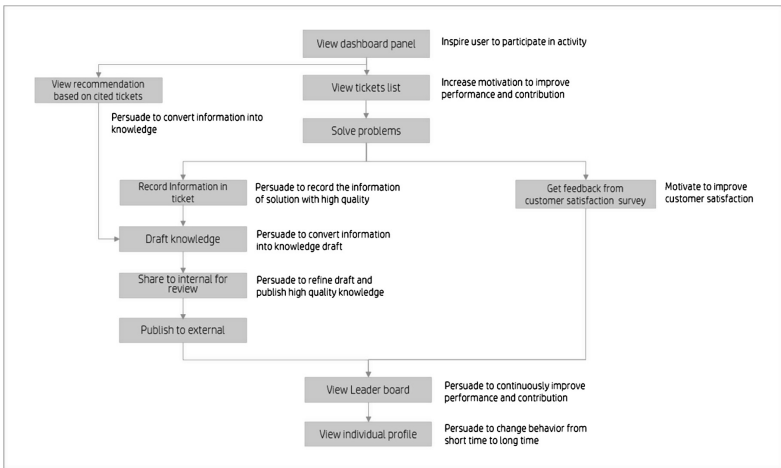 View dashboard panel
Inspire user to participate in activity
View recommendation
based on cited tickets
View tickets list
Increase motivation to improve
performance and contribution
Persuade to convert information into
knowledge
Solve problems
Record Information in
ticket
Persuade to record the information
of solution with high quality
Get feedback from
customer satisfaction survey
Motivate to improve
customer satisfaction
Draft knowledge
Persuade to convert information
into knowledge draft
Share to internal for
review
Persuade to refine draft and
publish high quality knowledge
Publish to external
View Leader board
Persuade to continuously improve
performance and contribution
View individual profile
Persuade to change behavior from
short time to long time